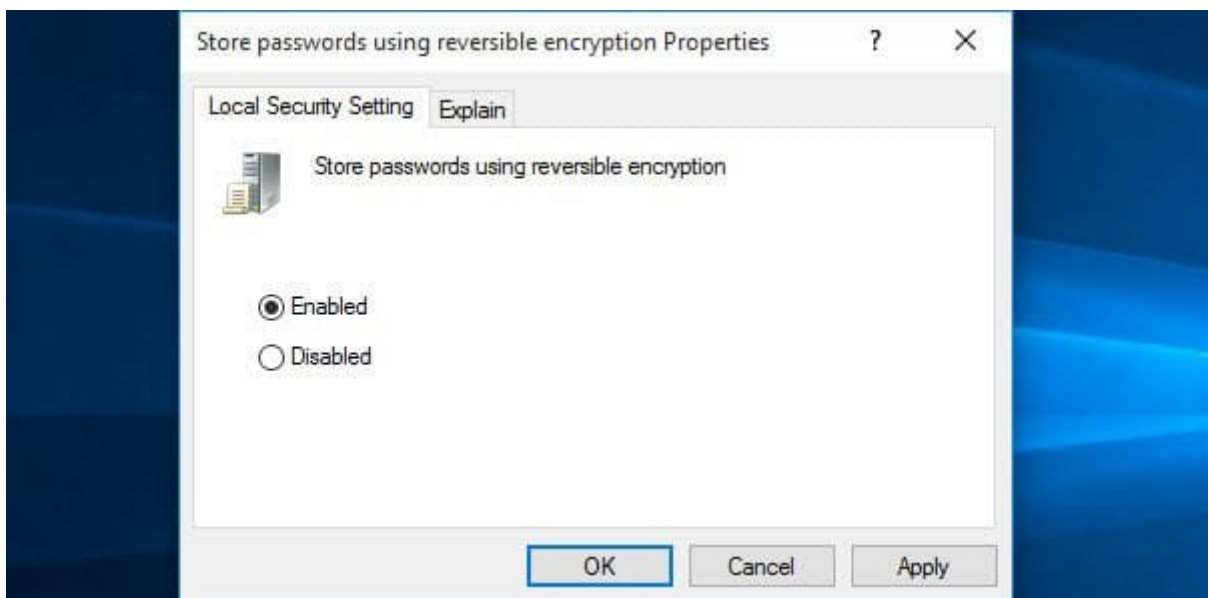 Store passwords using reversible encryption Properties ? ×
Local Security Setting Explain
Store passwords using reversible encryption
Enabled
Disabled
OK Cancel Apply